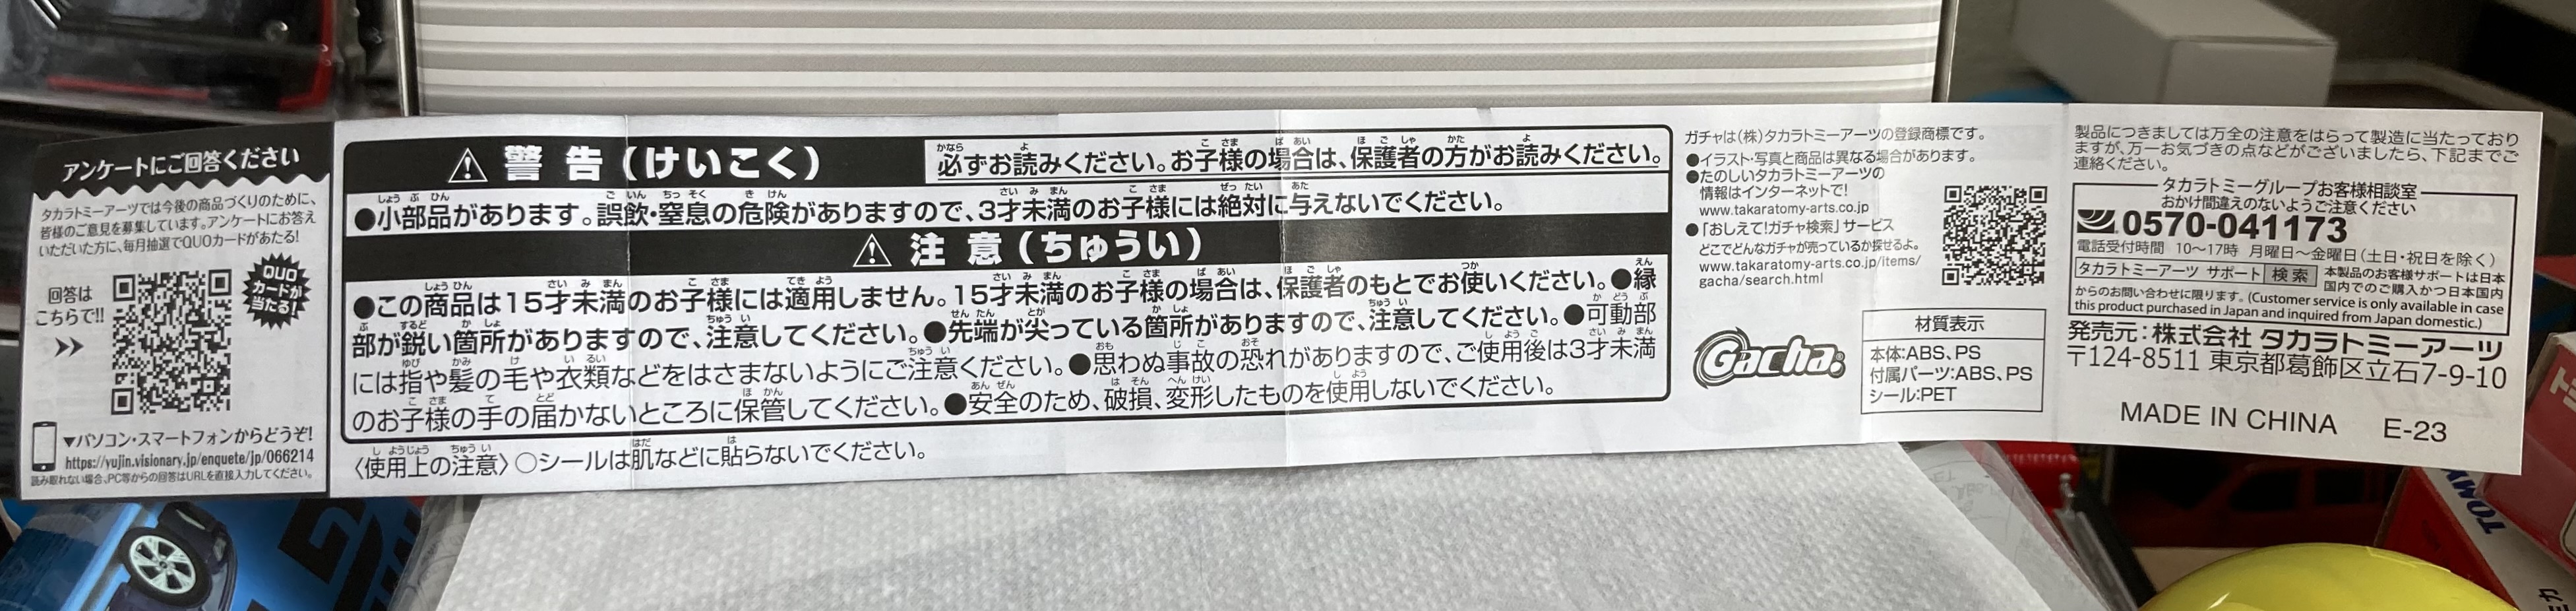 アンケートにご回答ください
タカラトミーアーツでは今後の商品づくりのために、
皆様のご意見を募集しています。アンケートにお答え
いただいた方に、毎月抽選でQUOカードがあたる!
QUO
カードが
当たる!
回答は
こちらで!!
▼パソコン・スマートフォンからどうぞ!
https://yujin.visionary.jp/enquete/jp/066214
読み取れない場合、PC等からの回答はURLを直接入力してください。
警告(けいこく)
必ずお読みください。お子様の場合は、保護者の方がお読みください。
●小部品があります。誤飲・窒息の危険がありますので、3才未満のお子様には絶対に与えないでください。
注意(ちゅうい)
●この商品は15才未満のお子様には適用しません。15才未満のお子様の場合は、保護者のもとでお使いください。●縁
部が鋭い箇所がありますので、注意してください。●先端が尖っている箇所がありますので、注意してください。●可動部
には指や髪の毛や衣類などをはさまないようにご注意ください。●思わぬ事故の恐れがありますので、ご使用後は3才未満
のお子様の手の届かないところに保管してください。●安全のため、破損、変形したものを使用しないでください。
〈使用上の注意〉○シールは肌などに貼らないでください。
ガチャは(株)タカラトミーアーツの登録商標です。
●イラスト・写真と商品は異なる場合があります。
●たのしいタカラトミーアーツの
情報はインターネットで!
www.takaratomy-arts.co.jp
●「おしえて!ガチャ検索」サービス
どこでどんなガチャが売っているか探せるよ。
www.takaratomy-arts.co.jp/items/
gacha/search.html
Gacha
材質表示
本体:ABS、PS
付属パーツ:ABS、PS
シール:PET
製品につきましては万全の注意をはらって製造に当たっており
ますが、万一お気づきの点などがございましたら、下記までご
連絡ください。
タカラトミーグループお客様相談室
おかけ間違えのないようご注意ください
0570-041173
電話受付時間 10〜17時 月曜日〜金曜日(土日・祝日を除く)
タカラトミーアーツ サポート 検索
本製品のお客様サポートは日本
国内でのご購入かつ日本国内
からのお問い合わせに限ります。(Customer service is only available in case
this product purchased in Japan and inquired from Japan domestic.)
発売元:株式会社 タカラトミーアーツ
〒124-8511 東京都葛飾区立石7-9-10
MADE IN CHINA E-23
TOMY